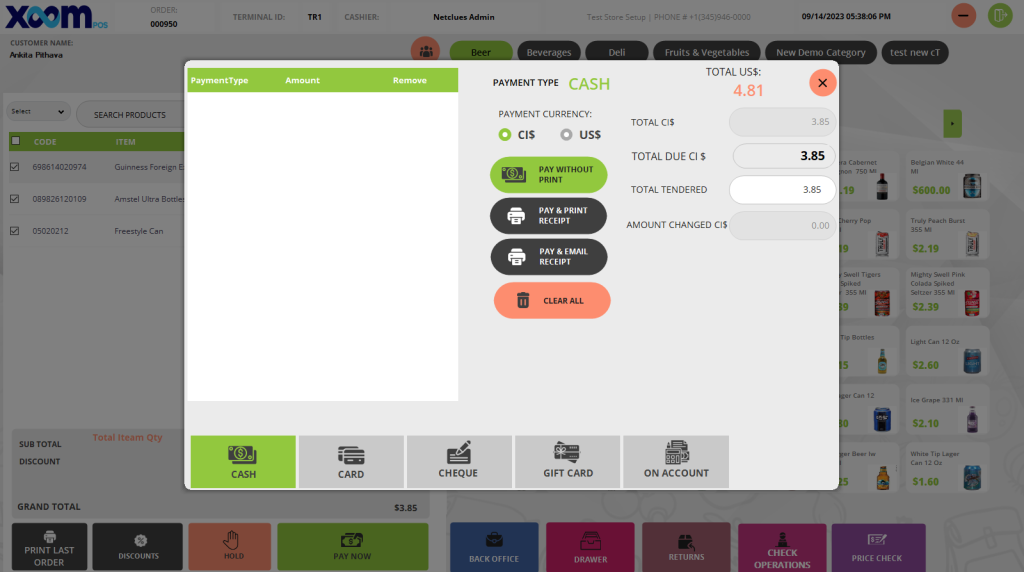 XOOM POS
ORDER:
000950
TERMINAL ID: TR1 CASHIER: Netclues Admin
Test Store Setup | PHONE # +1(345)946-0000
09/14/2023 05:38:06 PM
CUSTOMER NAME:
Ankita Pithava
Beer Beverages Deli Fruits & Vegetables New Demo Category test new cT
Select
SEARCH PRODUCTS
CODE ITEM
698614020974 Guinness Foreign E
089826120109 Amstel Ultra Bottles
05020212 Freestyle Can
PaymentType Amount Remove
PAYMENT TYPE CASH
TOTAL US$:
4.81
PAYMENT CURRENCY:
CI$ US$
PAY WITHOUT
PRINT
PAY & PRINT
RECEIPT
PAY & EMAIL
RECEIPT
CLEAR ALL
TOTAL CI$ 3.85
TOTAL DUE CI $ 3.85
TOTAL TENDERED 3.85
AMOUNT CHANGED CI$ 0.00
CASH CARD CHEQUE GIFT CARD ON ACCOUNT
ra Cabernet
non 750 Ml
.19
Belgian White 44
Ml
$600.00
Cherry Pop
Truly Peach Burst
355 Ml
$2.19
y Swell Tigers
Spiked
355 Ml
Mighty Swell Pink
Colada Spiked
Seltzer 355 Ml
$2.39
Tip Bottles
Light Can 12 Oz
$2.60
ager Can 12
Ice Grape 331 Ml
$2.10
ger Beer
White Tip Lager
Can 12 Oz
$1.60
SUB TOTAL Total Iteam Qty
DISCOUNT
GRAND TOTAL $3.85
PRINT LAST
ORDER
DISCOUNTS
HOLD
PAY NOW
BACK OFFICE
DRAWER
RETURNS
CHECK
OPERATIONS
PRICE CHECK